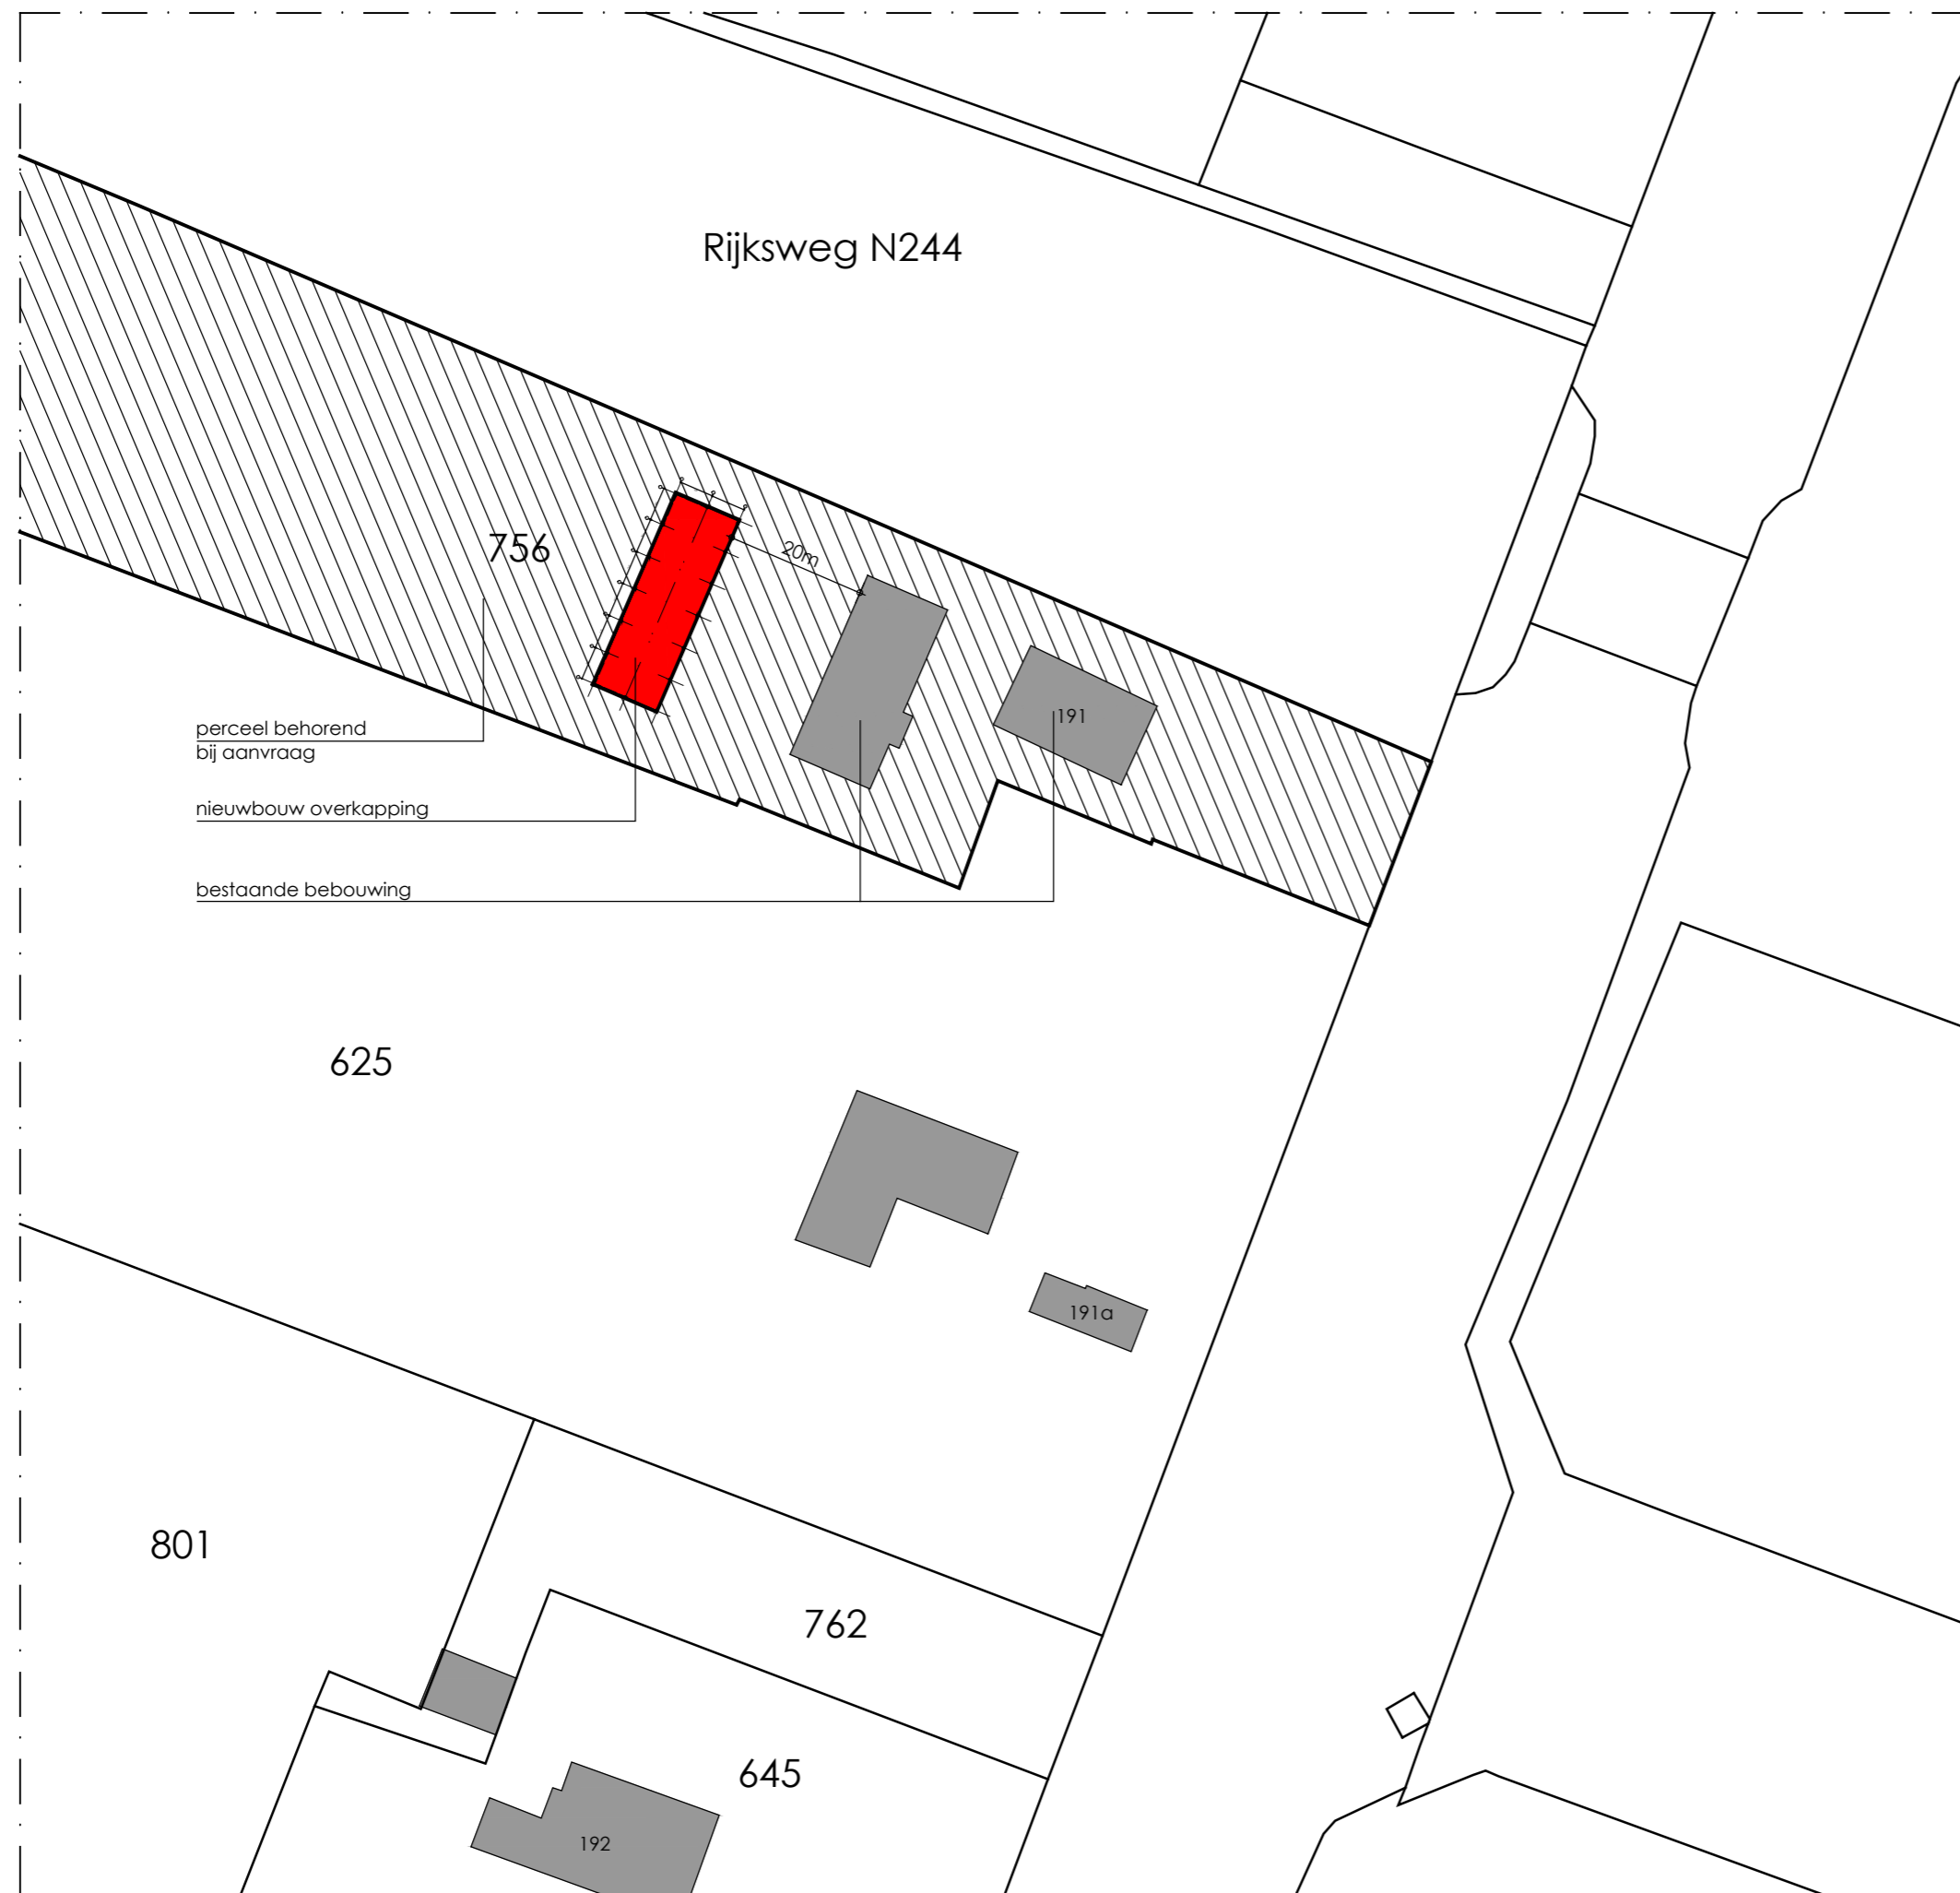 Rijksweg N244
756
20m
191
perceel behorend
bij aanvraag
nieuwbouw overkapping
bestaande bebouwing
625
191a
801
762
645
192